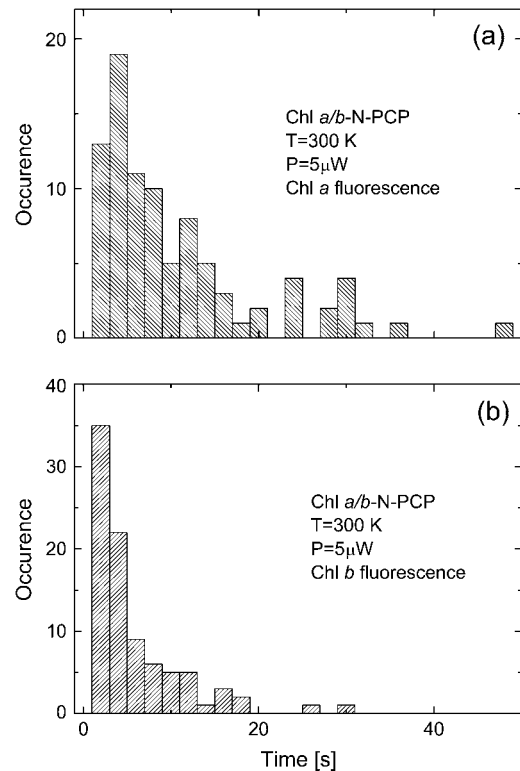 (a)
20
10
0
Occurence
Chl a/b-N-PCP
T=300 K
P=5μW
Chl a fluorescence
(b)
40
30
20
10
0
Occurence
Chl a/b-N-PCP
T=300 K
P=5μW
Chl b fluorescence
0 20 40
Time [s]